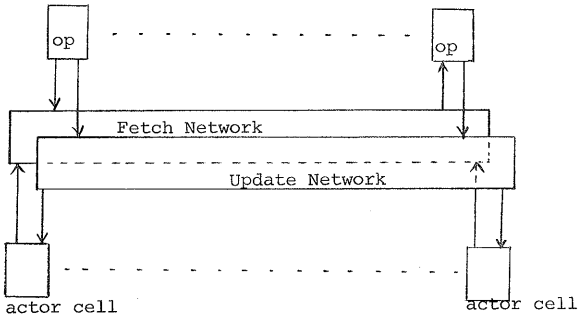 op
op
Fetch Network
Update Network
actor cell
actor cell